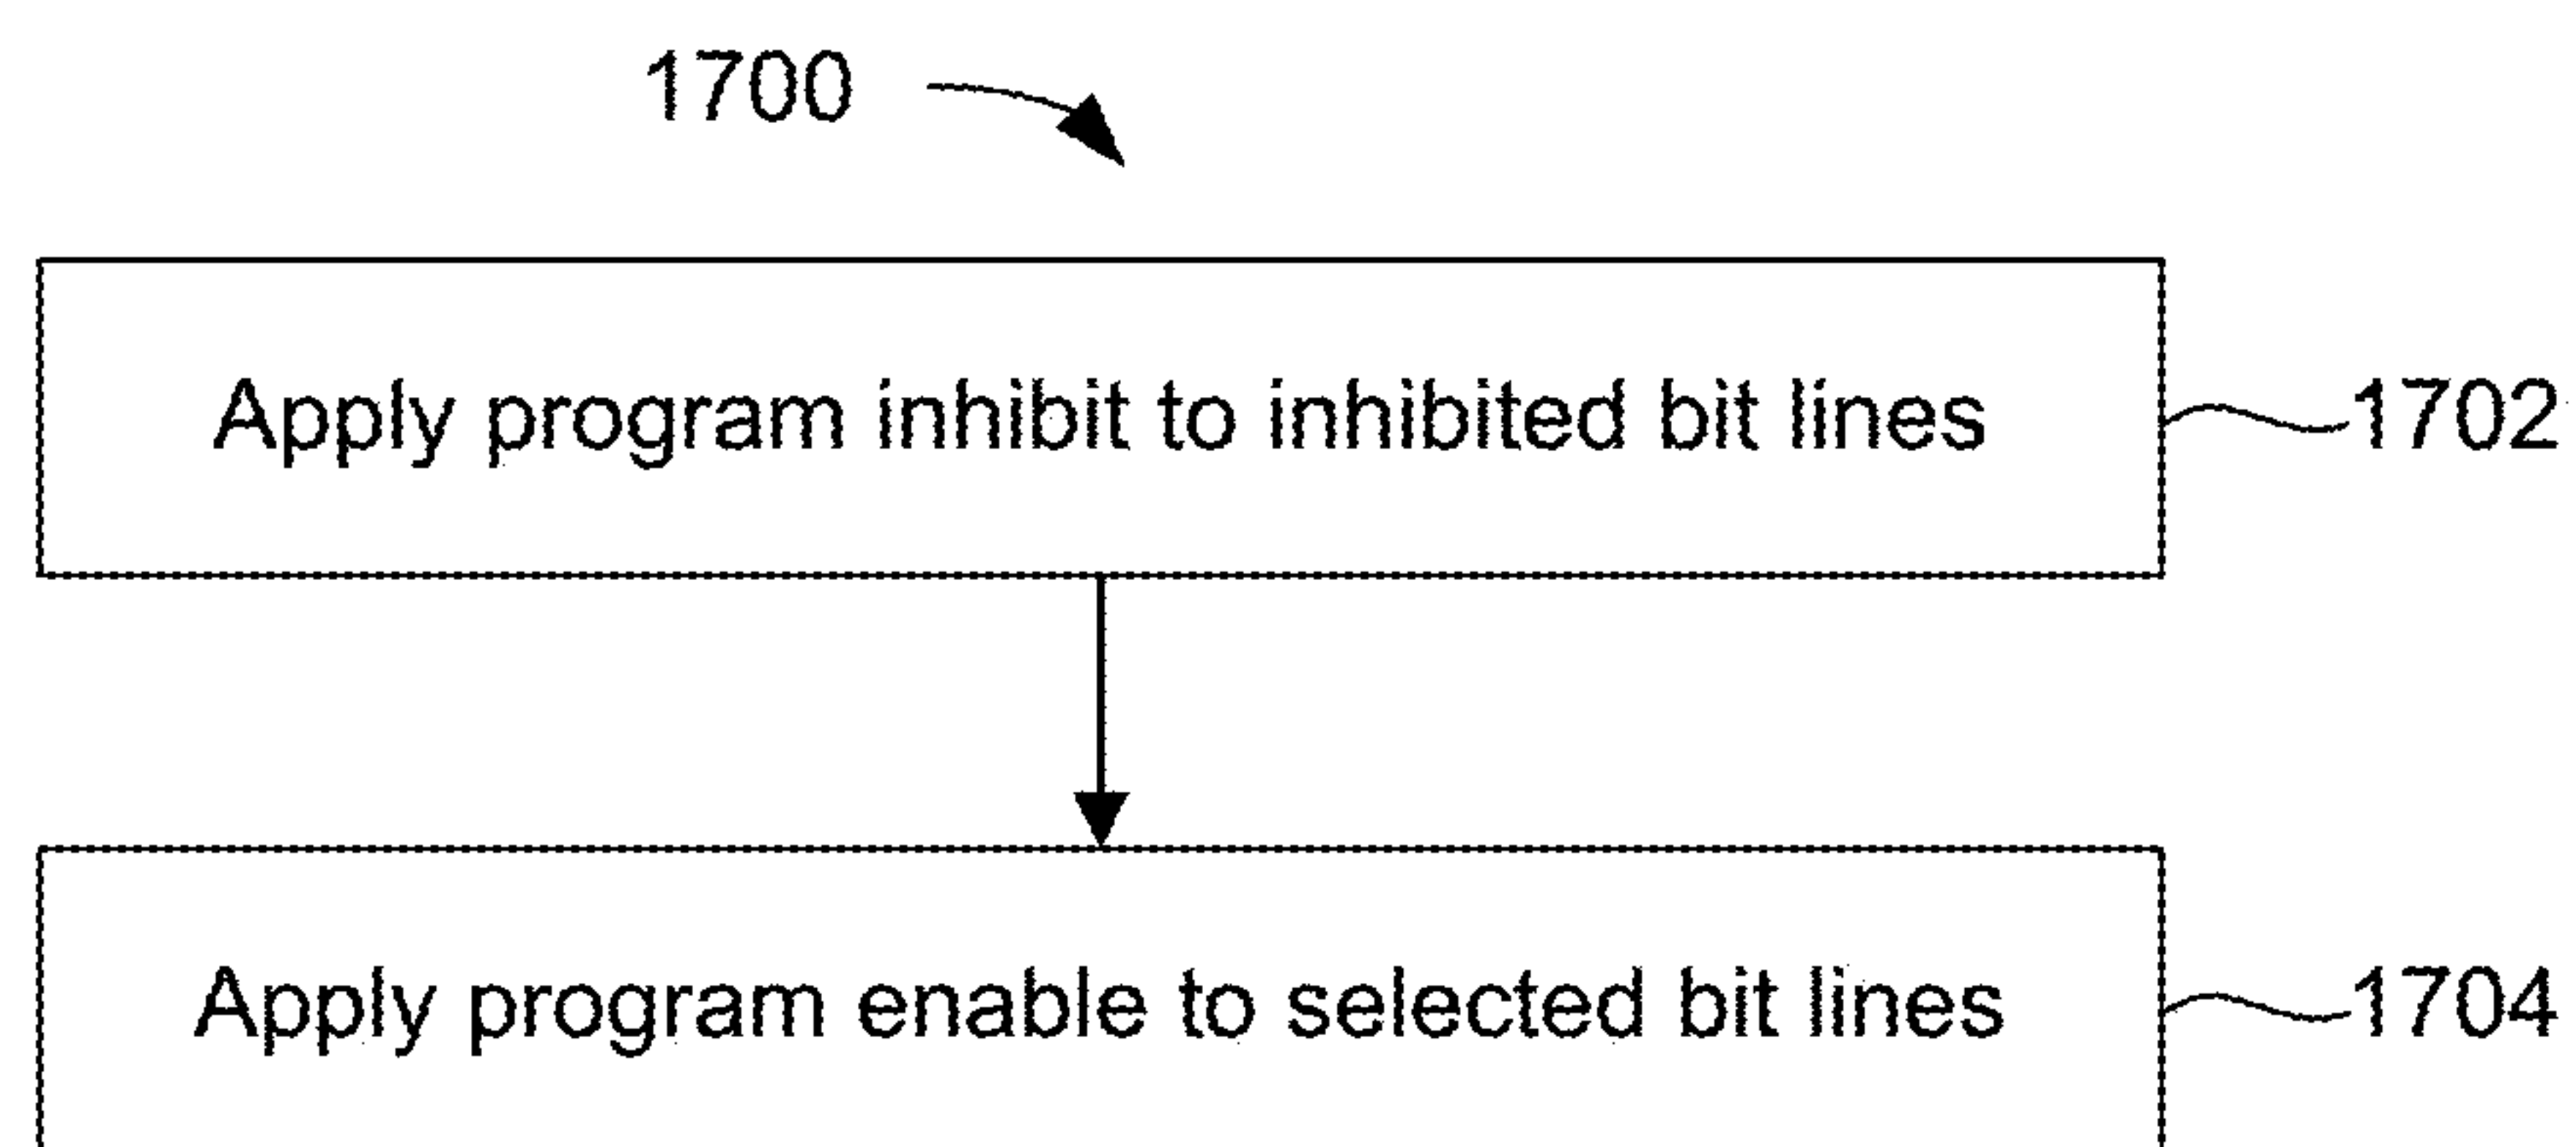 1700
Apply program inhibit to inhibited bit lines
1702
Apply program enable to selected bit lines
1704